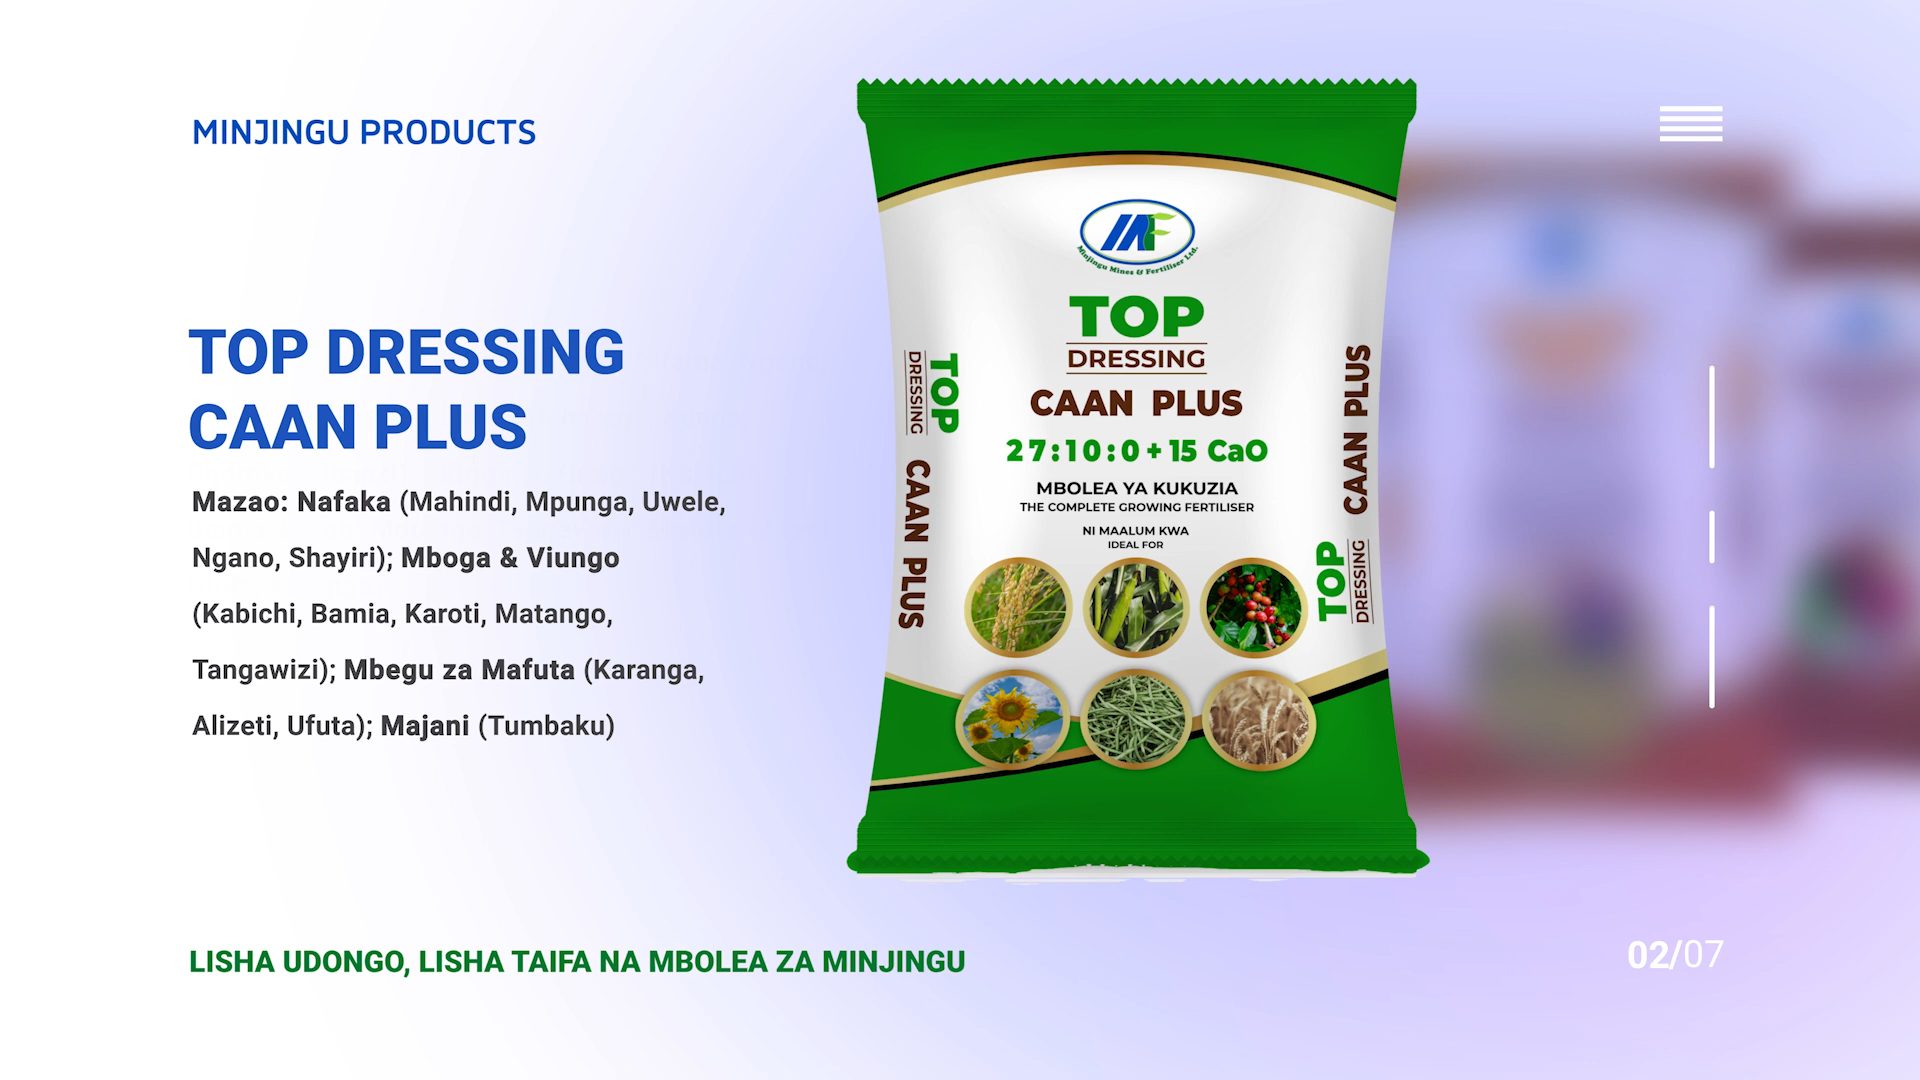 MINJINGU PRODUCTS
TOP DRESSING
CAAN PLUS
Mazao: Nafaka (Mahindi, Mpunga, Uwele,
Ngano, Shayiri); Mboga & Viungo
(Kabichi, Bamia, Karoti, Matango,
Tangawizi); Mbegu za Mafuta (Karanga,
Alizeti, Ufuta); Majani (Tumbaku)
LISHA UDONGO, LISHA TAIFA NA MBOLEA ZA MINJINGU
Minjingu Mines & Fertiliser Ltd.
TOP
DRESSING
CAAN PLUS
27:10:0+15 CaO
MBOLEA YA KUKUZIA
THE COMPLETE GROWING FERTILISER
NI MAALUM KWA
IDEAL FOR
TOP
DRESSING
CAAN PLUS
TOP
DRESSING
CAAN PLUS
02/07